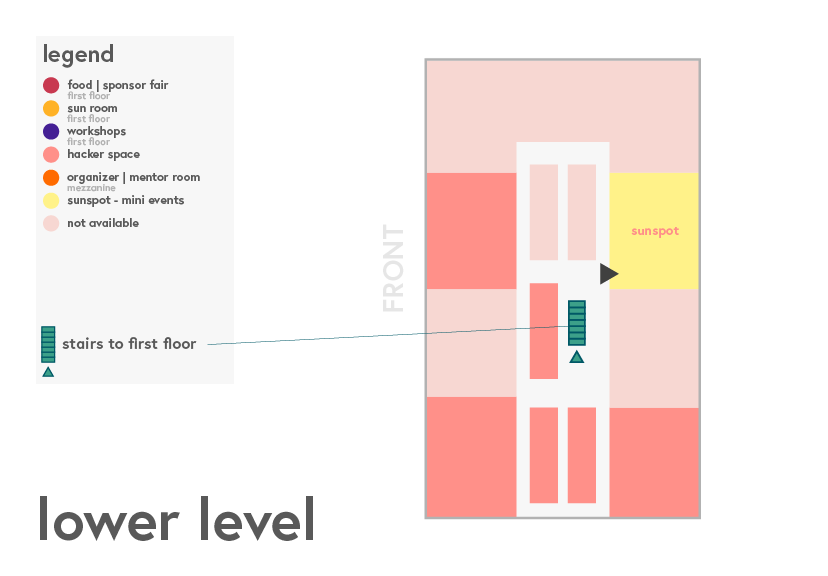 legend
food | sponsor fair
first floor
sun room
first floor
workshops
first floor
hacker space
organizer | mentor room
mezzanine
sunspot - mini events
not available
stairs to first floor
lower level
FRONT
sunspot